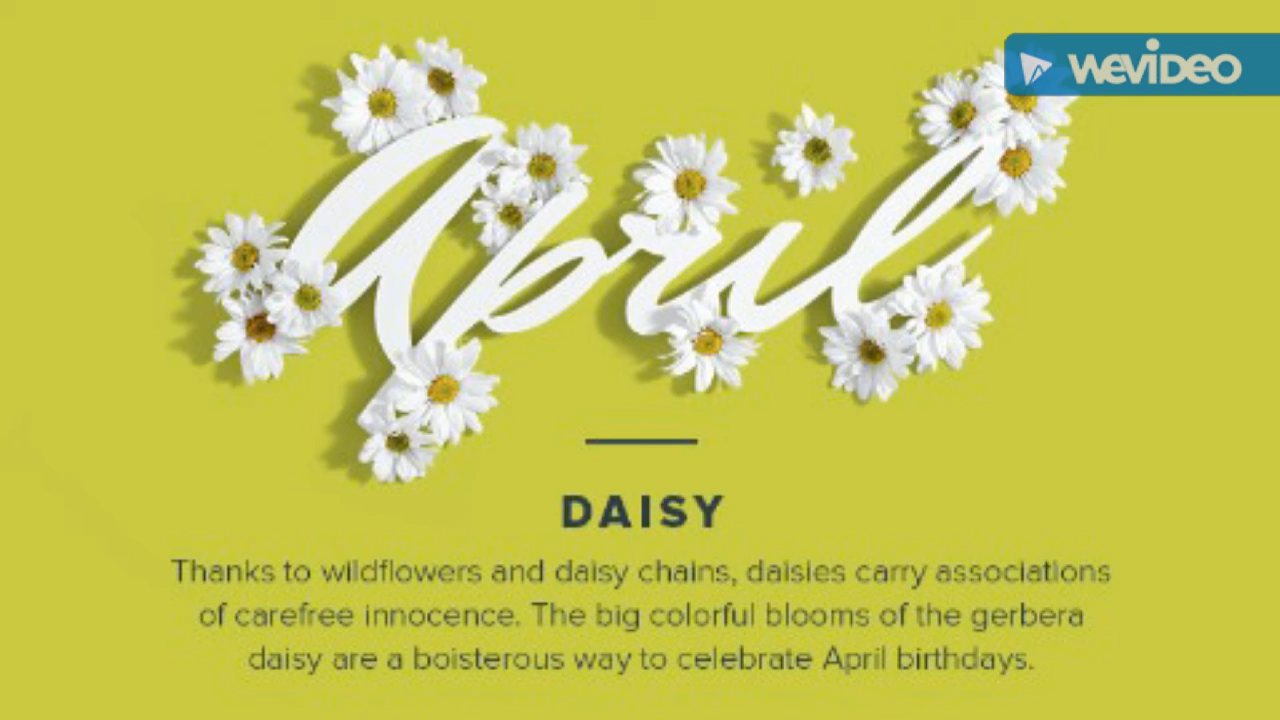 WEVIDEO
April
DAISY
Thanks to wildflowers and daisy chains, daisies carry associations
of carefree innocence. The big colorful blooms of the gerbera
daisy are a boisterous way to celebrate April birthdays.